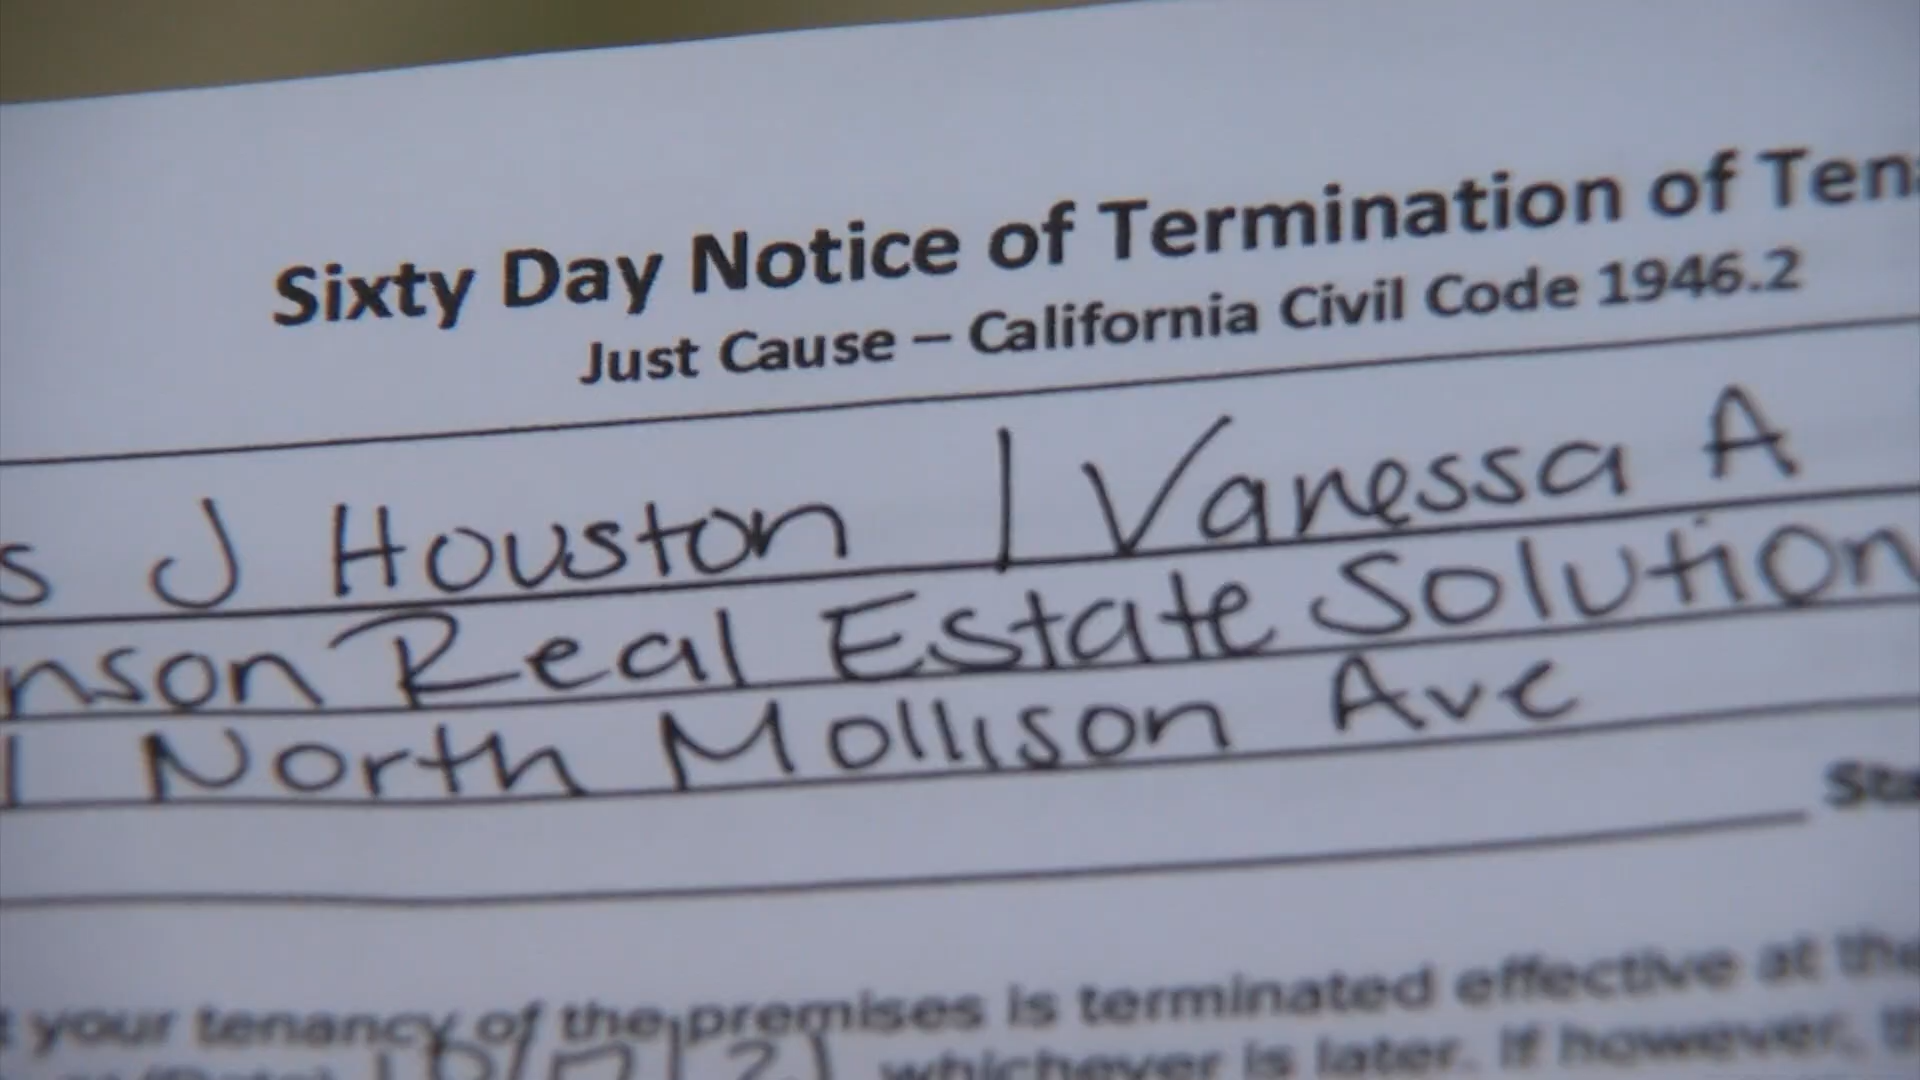 Sixty Day Notice of Termination of Ten
Just Cause – California Civil Code 1946.2
s J Houston / Vanessa A
nson Real Estate Solution
North Mollison Ave
Sta
your tenancy of the premises is terminated effective at the
whichever is later. If however,